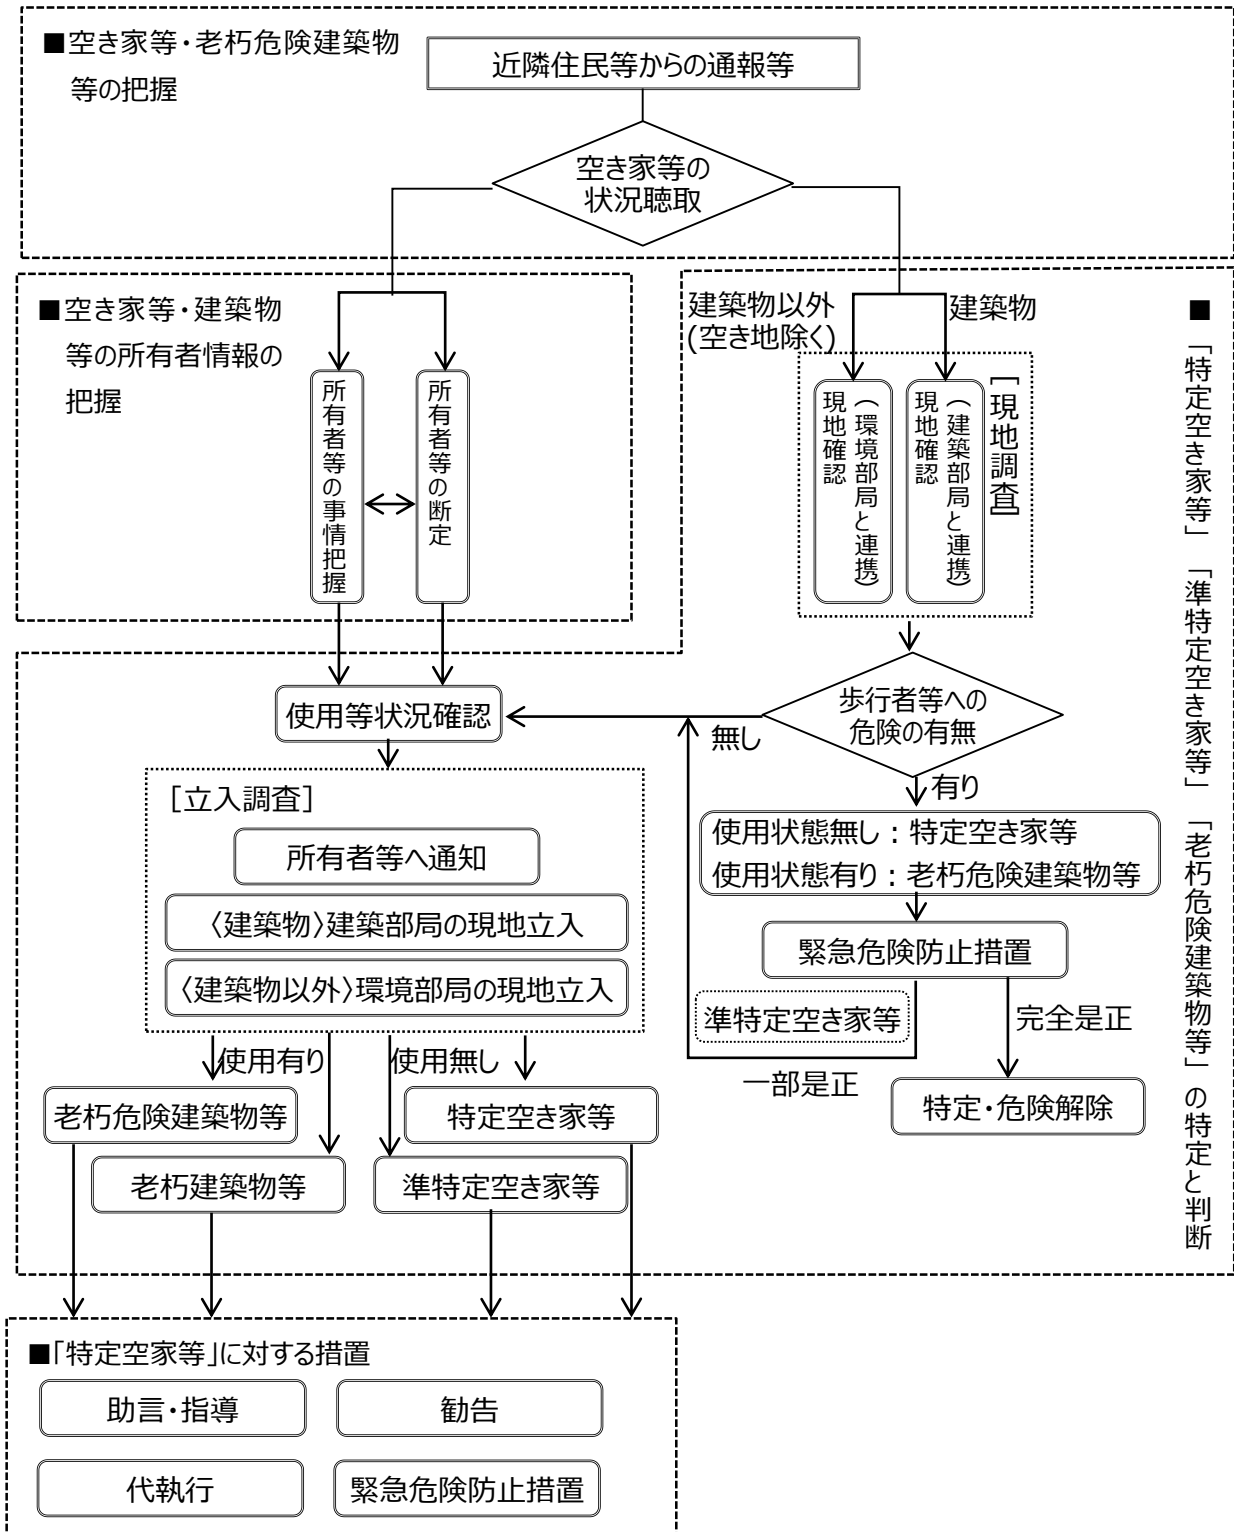 ■空き家等・老朽危険建築物
等の把握
近隣住民等からの通報等
空き家等の
状況聴取
■空き家等・建築物
等の所有者情報の
把握
所有者等の事情把握
所有者等の断定
建築物以外
(空き地除く)
建築物
［現地調査］
現地確認
（環境部局と連携）
現地確認
（建築部局と連携）
■「特定空き家等」「準特定空き家等」「老朽危険建築物等」の特定と判断
使用等状況確認
歩行者等への
危険の有無
無し
有り
［立入調査］
所有者等へ通知
〈建築物〉建築部局の現地立入
〈建築物以外〉環境部局の現地立入
使用状態無し：特定空き家等
使用状態有り：老朽危険建築物等
緊急危険防止措置
準特定空き家等
完全是正
一部是正
特定・危険解除
使用有り
使用無し
老朽危険建築物等
特定空き家等
老朽建築物等
準特定空き家等
■「特定空家等」に対する措置
助言・指導
勧告
代執行
緊急危険防止措置